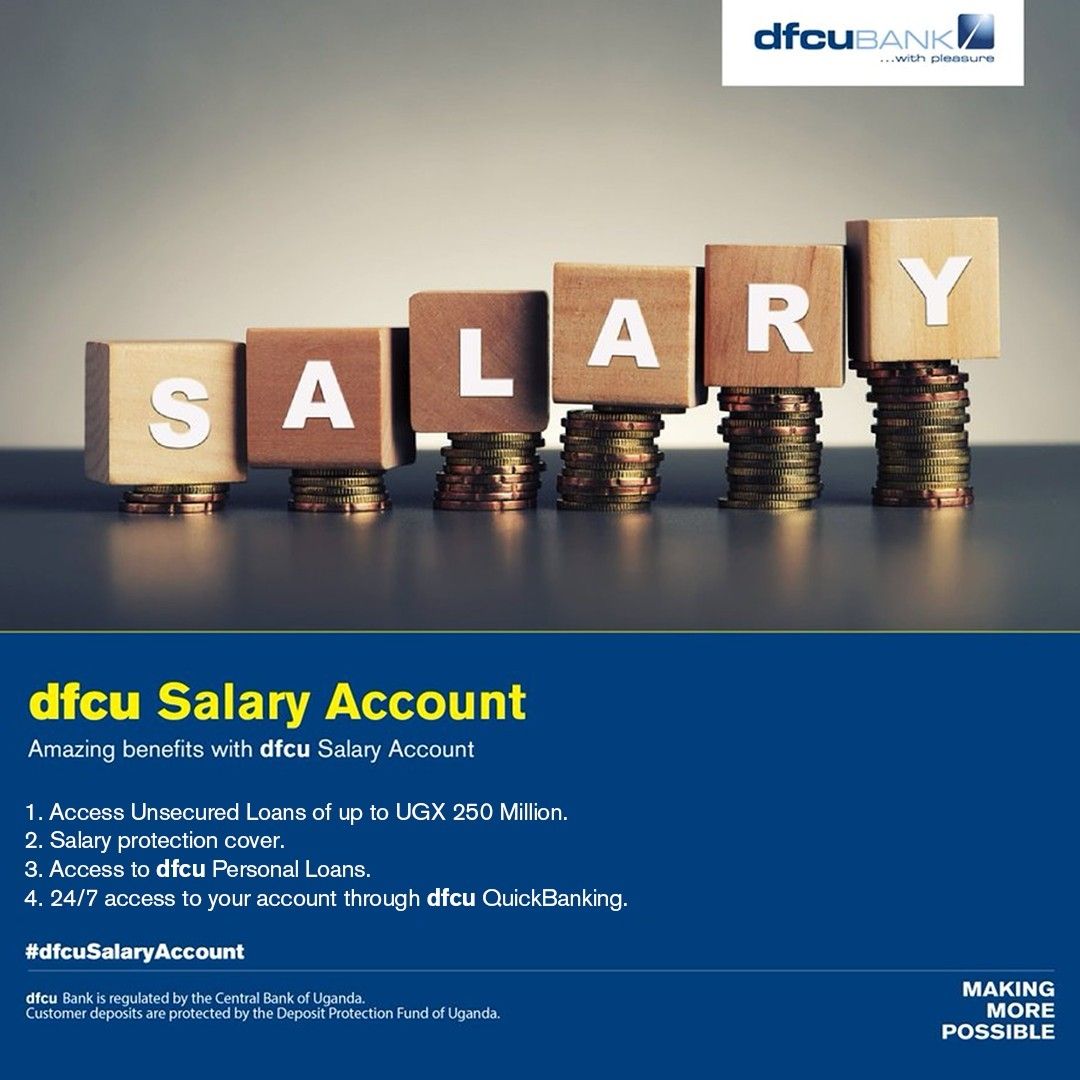 dfcu BANK
...with pleasure
SALARY
dfcu Salary Account
Amazing benefits with dfcu Salary Account
1. Access Unsecured Loans of up to UGX 250 Million.
2. Salary protection cover.
3. Access to dfcu Personal Loans.
4. 24/7 access to your account through dfcu QuickBanking.
#dfcuSalaryAccount
dfcu Bank is regulated by the Central Bank of Uganda.
Customer deposits are protected by the Deposit Protection Fund of Uganda.
MAKING
MORE
POSSIBLE